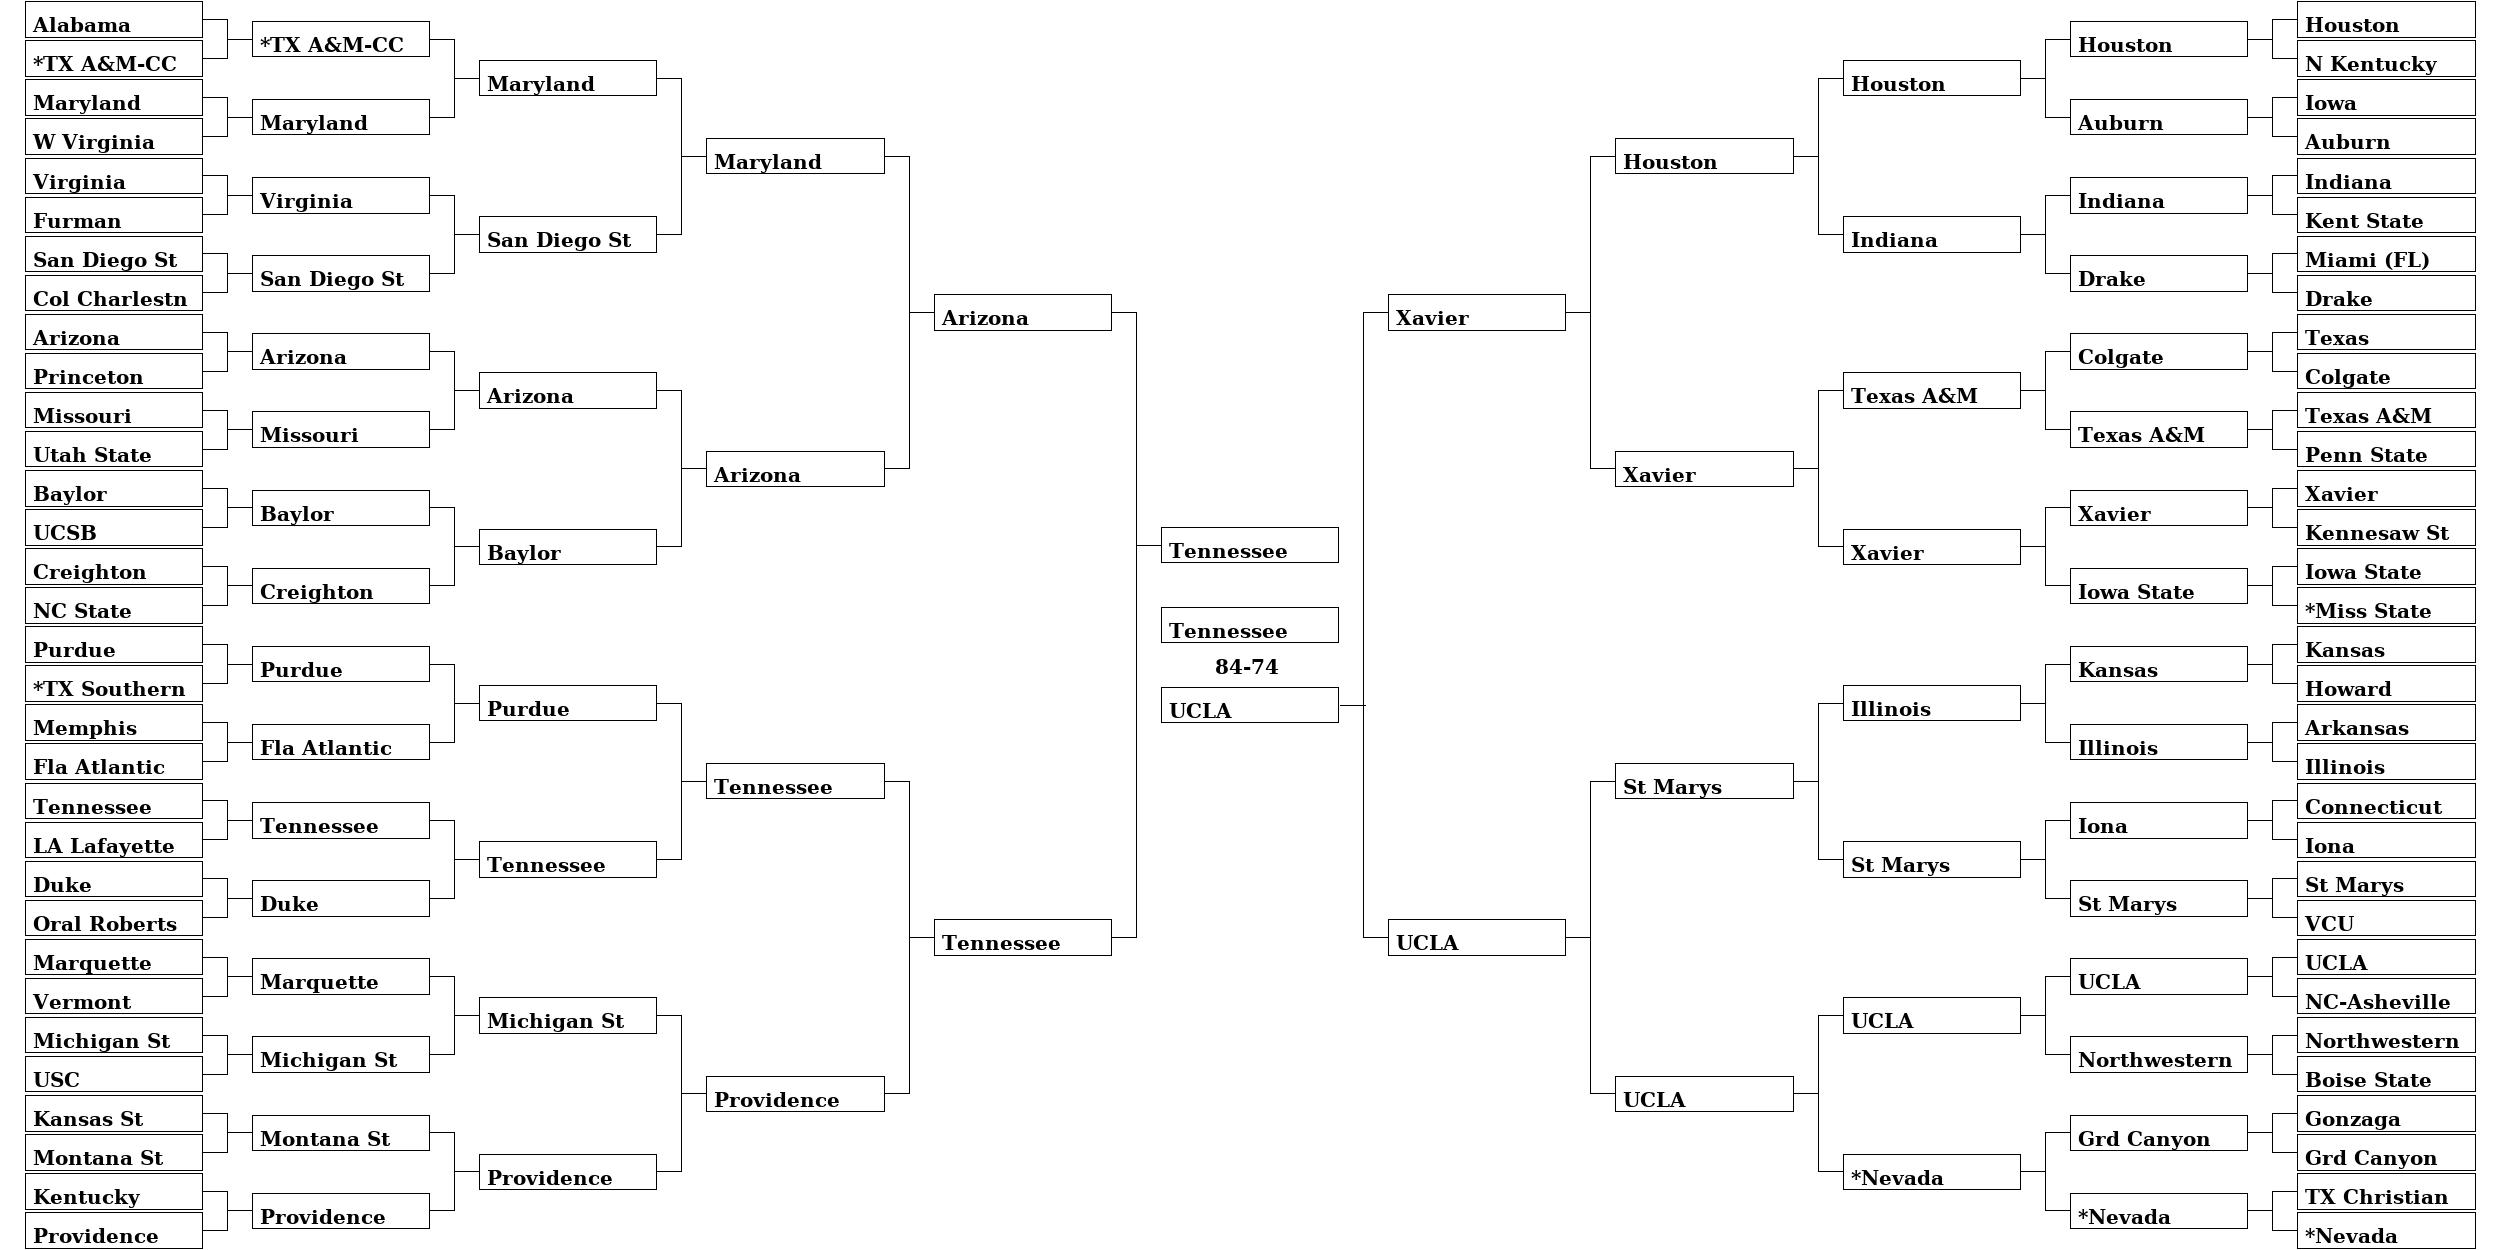 Alabama
*TX A&M-CC
Maryland
W Virginia
Virginia
Furman
San Diego St
Col Charlestn
Arizona
Princeton
Missouri
Utah State
Baylor
UCSB
Creighton
NC State
Purdue
*TX Southern
Memphis
Fla Atlantic
Tennessee
LA Lafayette
Duke
Oral Roberts
Marquette
Vermont
Michigan St
USC
Kansas St
Montana St
Kentucky
Providence
*TX A&M-CC
Maryland
Virginia
San Diego St
Arizona
Missouri
Baylor
Creighton
Purdue
Fla Atlantic
Tennessee
Duke
Marquette
Michigan St
Montana St
Providence
Maryland
San Diego St
Arizona
Baylor
Purdue
Tennessee
Michigan St
Providence
Maryland
Arizona
Tennessee
Providence
Arizona
Tennessee
Tennessee
Tennessee
84-74
UCLA
Xavier
UCLA
Houston
Xavier
St Marys
UCLA
Houston
Indiana
Texas A&M
Xavier
Illinois
St Marys
UCLA
*Nevada
Houston
Auburn
Indiana
Drake
Colgate
Texas A&M
Xavier
Iowa State
Kansas
Illinois
Iona
St Marys
UCLA
Northwestern
Grd Canyon
*Nevada
Houston
N Kentucky
Iowa
Auburn
Indiana
Kent State
Miami (FL)
Drake
Texas
Colgate
Texas A&M
Penn State
Xavier
Kennesaw St
Iowa State
*Miss State
Kansas
Howard
Arkansas
Illinois
Connecticut
Iona
St Marys
VCU
UCLA
NC-Asheville
Northwestern
Boise State
Gonzaga
Grd Canyon
TX Christian
*Nevada